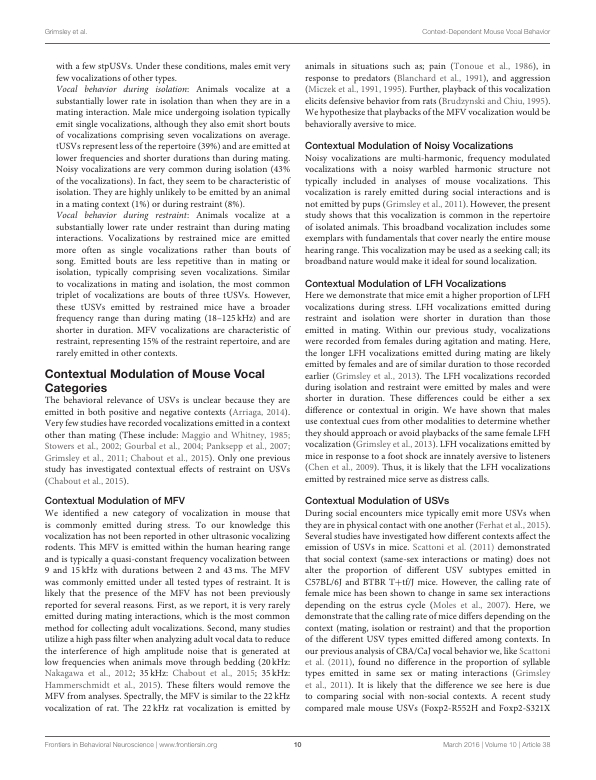 Grimsley et al.
Context-Dependent Mouse Vocal Behavior
with a few stpUSVs. Under these conditions, males emit very
few vocalizations of other types.
Vocal behavior during isolation: Animals vocalize at a
substantially lower rate in isolation than when they are in a
mating interaction. Male mice undergoing isolation typically
emit single vocalizations, although they also emit short bouts
of vocalizations comprising seven vocalizations on average.
tUSVs represent less of the repertoire (39%) and are emitted at
lower frequencies and shorter durations than during mating.
Noisy vocalizations are very common during isolation (43%
of the vocalizations). In fact, they seem to be characteristic of
isolation. They are highly unlikely to be emitted by an animal
in a mating context (1%) or during restraint (8%).
Vocal behavior during restraint: Animals vocalize at a
substantially lower rate under restraint than during mating
interactions. Vocalizations by restrained mice are emitted
more often as single vocalizations rather than bouts of
song. Emitted bouts are less repetitive than in mating or
isolation, typically comprising seven vocalizations. Similar
to vocalizations in mating and isolation, the most common
triplet of vocalizations are bouts of three tUSVs. However,
these tUSVs emitted by restrained mice have a broader
frequency range than during mating (18–125 kHz) and are
shorter in duration. MFV vocalizations are characteristic of
restraint, representing 15% of the restraint repertoire, and are
rarely emitted in other contexts.
Contextual Modulation of Mouse Vocal
Categories
The behavioral relevance of USVs is unclear because they are
emitted in both positive and negative contexts (Arriaga, 2014).
Very few studies have recorded vocalizations emitted in a context
other than mating (These include: Maggio and Whitney, 1985;
Stowers et al., 2002; Gourbal et al., 2004; Panksepp et al., 2007;
Grimsley et al., 2011; Chabout et al., 2015). Only one previous
study has investigated contextual effects of restraint on USVs
(Chabout et al., 2015).
Contextual Modulation of MFV
We identified a new category of vocalization in mouse that
is commonly emitted during stress. To our knowledge this
vocalization has not been reported in other ultrasonic vocalizing
rodents. This MFV is emitted within the human hearing range
and is typically a quasi-constant frequency vocalization between
9 and 15 kHz with durations between 2 and 43 ms. The MFV
was commonly emitted under all tested types of restraint. It is
likely that the presence of the MFV has not been previously
reported for several reasons. First, as we report, it is very rarely
emitted during mating interactions, which is the most common
method for collecting adult vocalizations. Second, many studies
utilize a high pass filter when analyzing adult vocal data to reduce
the interference of high amplitude noise that is generated at
low frequencies when animals move through bedding (20 kHz:
Nakagawa et al., 2012; 35 kHz: Chabout et al., 2015; 35 kHz:
Hammerschmidt et al., 2015). These filters would remove the
MFV from analyses. Spectrally, the MFV is similar to the 22 kHz
vocalization of rat. The 22 kHz rat vocalization is emitted by
animals in situations such as; pain (Tonoue et al., 1986), in
response to predators (Blanchard et al., 1991), and aggression
(Miczek et al., 1991, 1995). Further, playback of this vocalization
elicits defensive behavior from rats (Brudzynski and Chiu, 1995).
We hypothesize that playbacks of the MFV vocalization would be
behaviorally aversive to mice.
Contextual Modulation of Noisy Vocalizations
Noisy vocalizations are multi-harmonic, frequency modulated
vocalizations with a noisy warbled harmonic structure not
typically included in analyses of mouse vocalizations. This
vocalization is rarely emitted during social interactions and is
not emitted by pups (Grimsley et al., 2011). However, the present
study shows that this vocalization is common in the repertoire
of isolated animals. This broadband vocalization includes some
exemplars with fundamentals that cover nearly the entire mouse
hearing range. This vocalization may be used as a seeking call; its
broadband nature would make it ideal for sound localization.
Contextual Modulation of LFH Vocalizations
Here we demonstrate that mice emit a higher proportion of LFH
vocalizations during stress. LFH vocalizations emitted during
restraint and isolation were shorter in duration than those
emitted in mating. Within our previous study, vocalizations
were recorded from females during agitation and mating. Here,
the longer LFH vocalizations emitted during mating are likely
emitted by females and are of similar duration to those recorded
earlier (Grimsley et al., 2013). The LFH vocalizations recorded
during isolation and restraint were emitted by males and were
shorter in duration. These differences could be either a sex
difference or contextual in origin. We have shown that males
use contextual cues from other modalities to determine whether
they should approach or avoid playbacks of the same female LFH
vocalization (Grimsley et al., 2013). LFH vocalizations emitted by
mice in response to a foot shock are innately aversive to listeners
(Chen et al., 2009). Thus, it is likely that the LFH vocalizations
emitted by restrained mice serve as distress calls.
Contextual Modulation of USVs
During social encounters mice typically emit more USVs when
they are in physical contact with one another (Ferhat et al., 2015).
Several studies have investigated how different contexts affect the
emission of USVs in mice. Scattoni et al. (2011) demonstrated
that social context (same-sex interactions or mating) does not
alter the proportion of different USV subtypes emitted in
C57BL/6J and BTBR T+tf/J mice. However, the calling rate of
female mice has been shown to change in same sex interactions
depending on the estrus cycle (Moles et al., 2007). Here, we
demonstrate that the calling rate of mice differs depending on the
context (mating, isolation or restraint) and that the proportion
of the different USV types emitted differed among contexts. In
our previous analysis of CBA/CaJ vocal behavior we, like Scattoni
et al. (2011), found no difference in the proportion of syllable
types emitted in same sex or mating interactions (Grimsley
et al., 2011). It is likely that the difference we see here is due
to comparing social with non-social contexts. A recent study
compared male mouse USVs (Foxp2-R552H and Foxp2-S321X
Frontiers in Behavioral Neuroscience | www.frontiersin.org
10
March 2016 | Volume 10 | Article 38